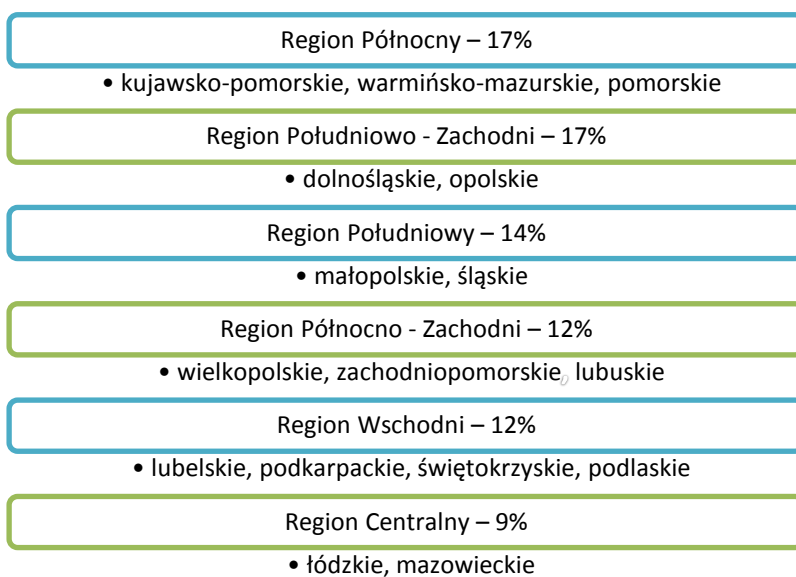 Region Północny – 17%
• kujawsko-pomorskie, warmińsko-mazurskie, pomorskie
Region Południowo - Zachodni – 17%
• dolnośląskie, opolskie
Region Południowy – 14%
• małopolskie, śląskie
Region Północno - Zachodni – 12%
• wielkopolskie, zachodniopomorskie, lubuskie
Region Wschodni – 12%
• lubelskie, podkarpackie, świętokrzyskie, podlaskie
Region Centralny – 9%
• łódzkie, mazowieckie